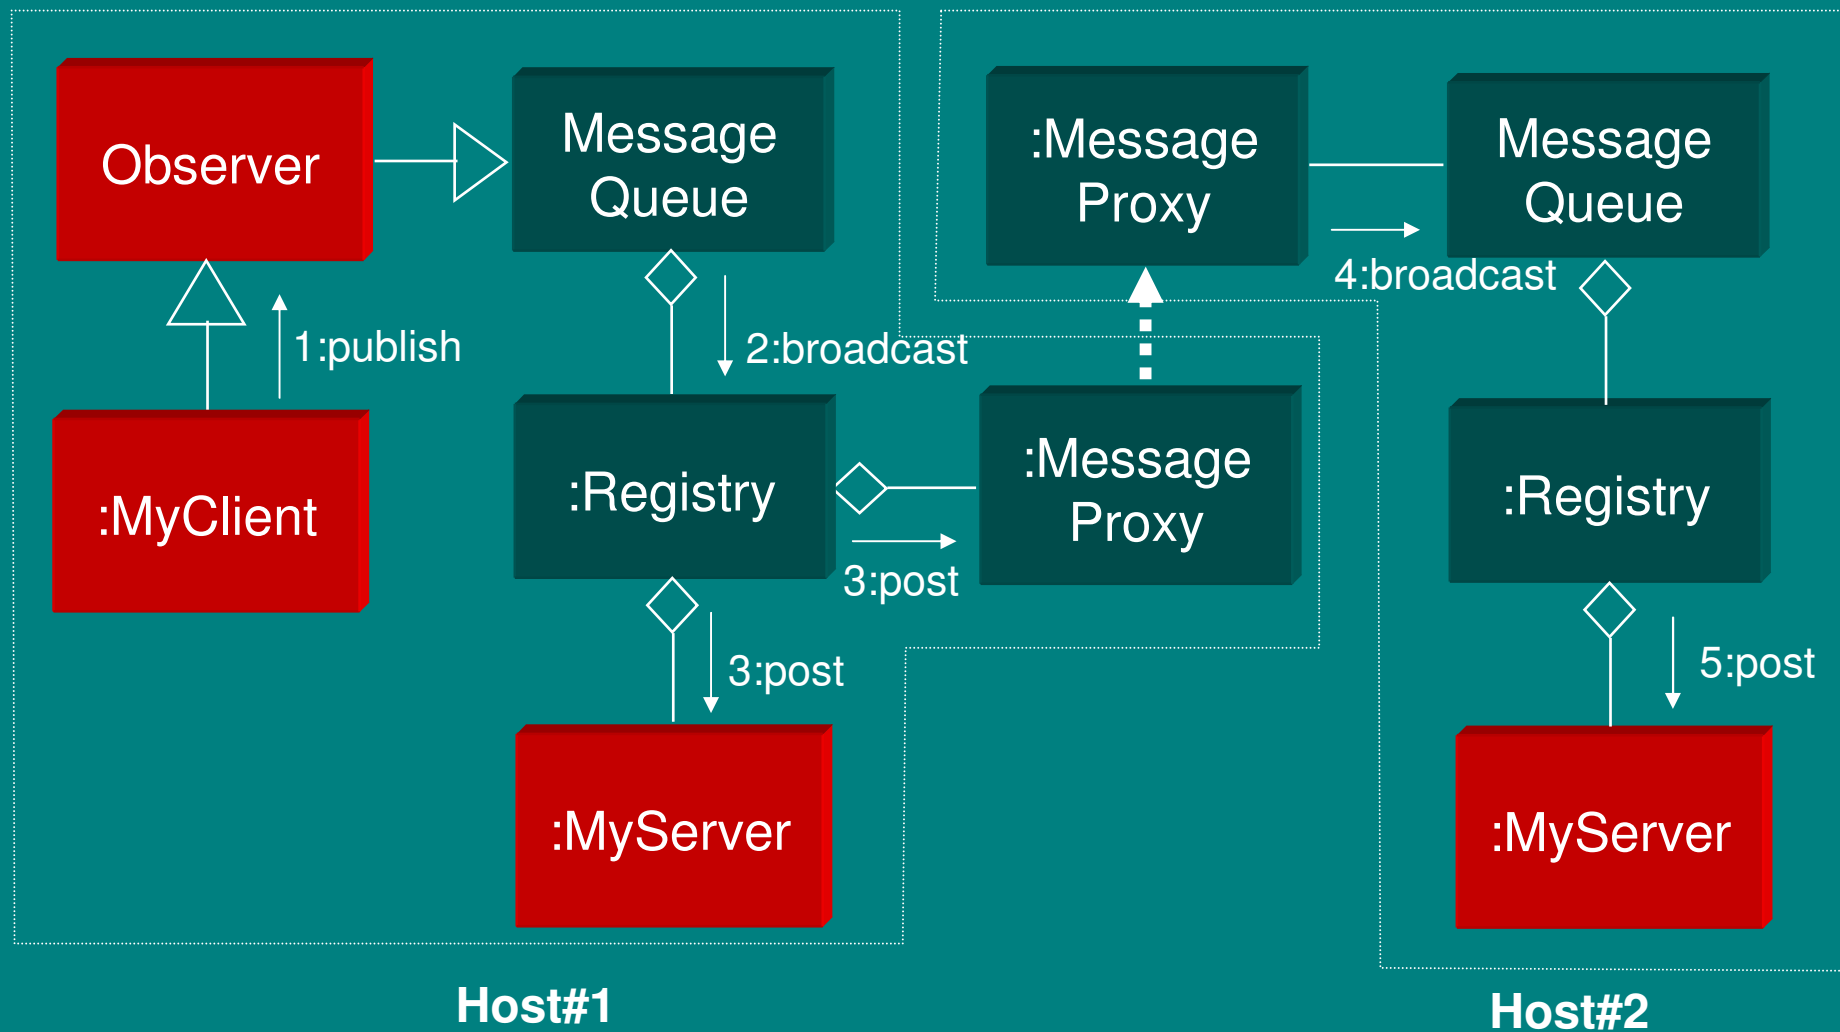 Observer
Message
Queue
:Message
Proxy
Message
Queue
1:publish
2:broadcast
4:broadcast
:MyClient
:Registry
:Message
Proxy
:Registry
3:post
3:post
5:post
:MyServer
:MyServer
Host#1
Host#2